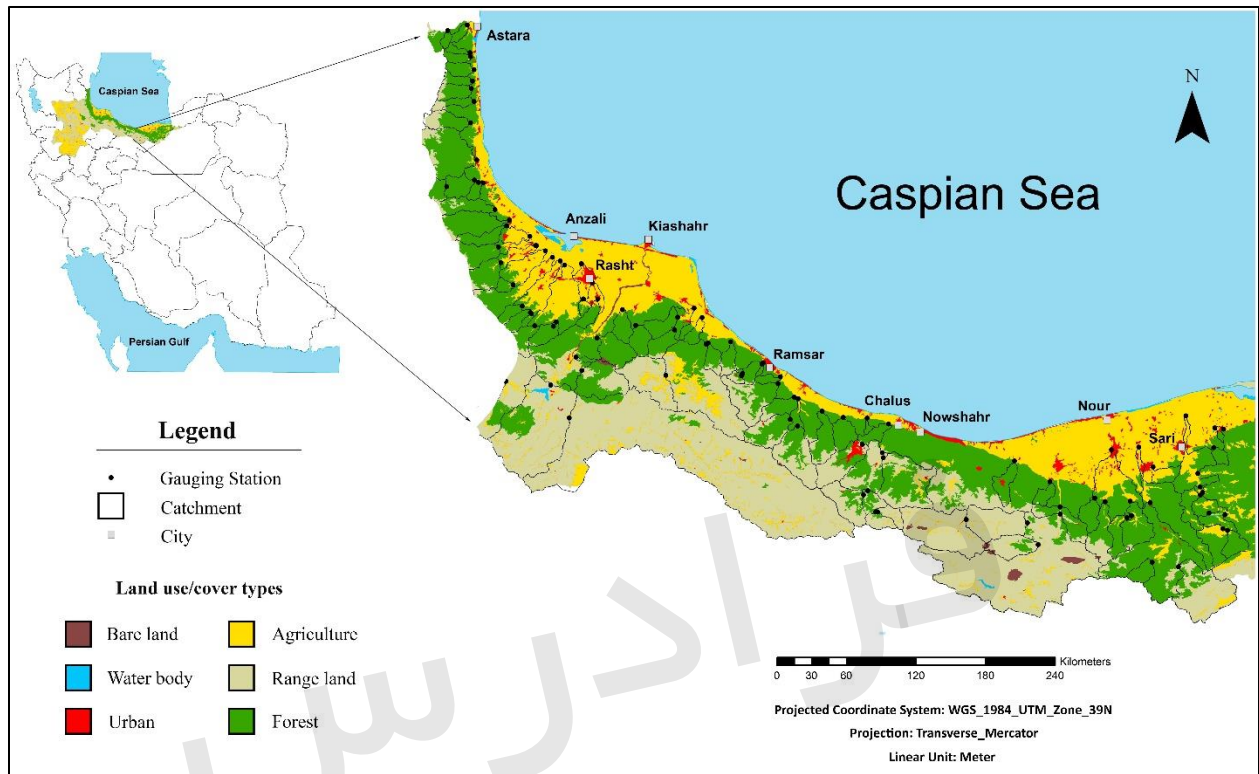 Caspian Sea
Persian Gulf
Astara
N
Caspian Sea
Anzali
Kiashahr
Rasht
Ramsar
Chalus
Nowshahr
Nour
Sari
Legend
Gauging Station
Catchment
City
Land use/cover types
Bare land
Agriculture
Water body
Range land
Urban
Forest
Kilometers
0 30 60 120 180 240
Projected Coordinate System: WGS_1984_UTM_Zone_39N
Projection: Transverse_Mercator
Linear Unit: Meter
فرادرس